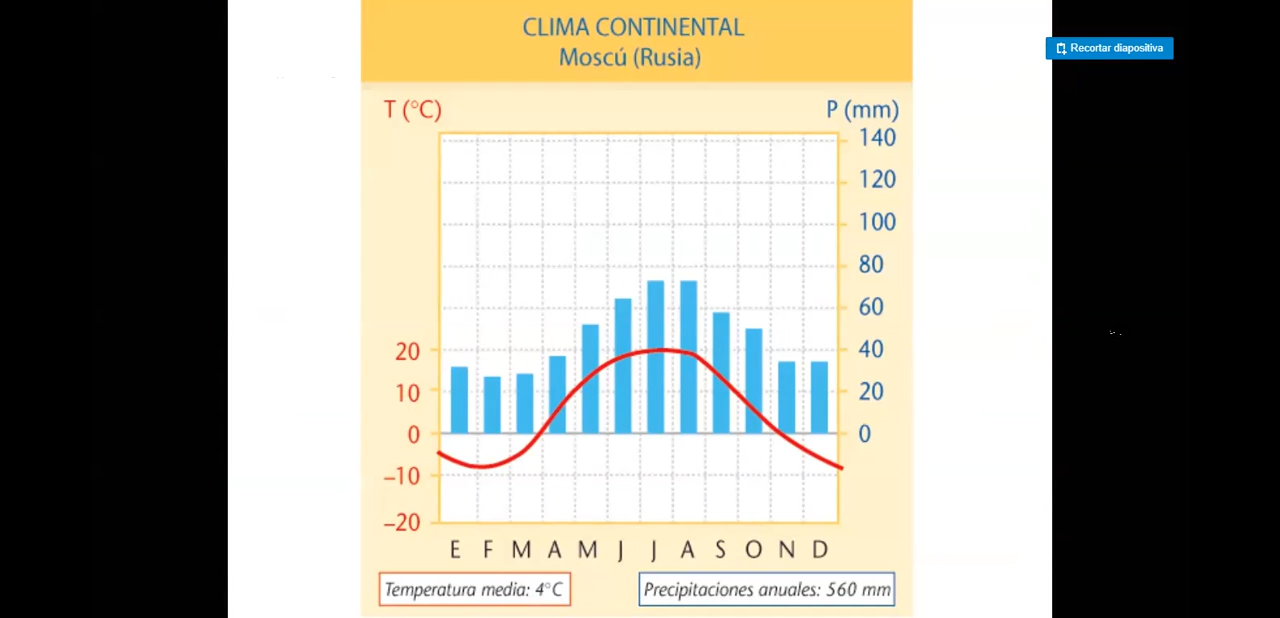 CLIMA CONTINENTAL
Moscú (Rusia)
Recortar diapositiva
T (°C)
P (mm)
140
120
100
80
60
20 40
10 20
0 0
–10
–20
E F M A M J J A S O N D
Temperatura media: 4°C
Precipitaciones anuales: 560 mm